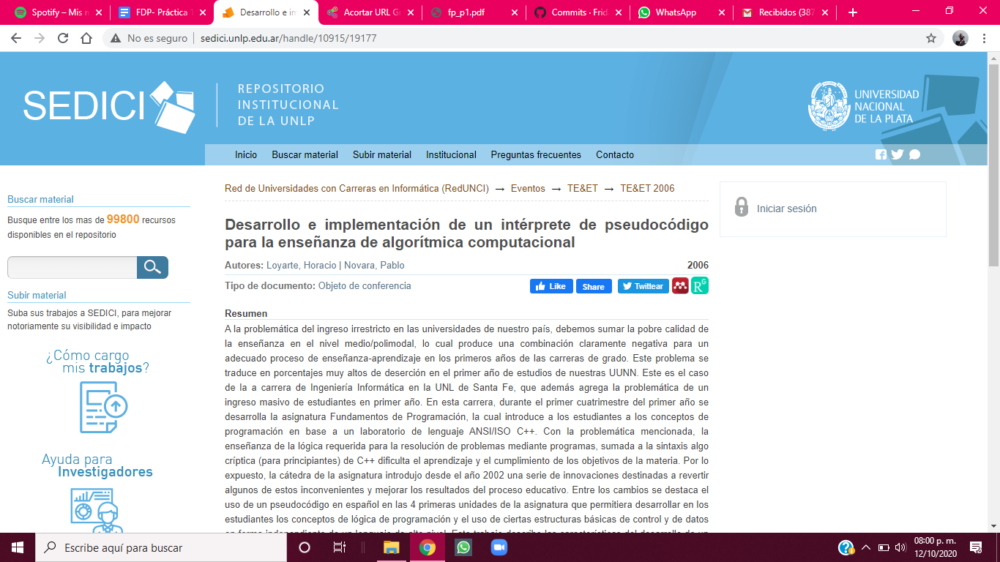 Spotify – Mis n
FDP- Práctica 1
Desarrollo e in
Acortar URL Gr
fp_p1.pdf
Commits · Frid
WhatsApp
Recibidos (387
No es seguro
sedici.unlp.edu.ar/handle/10915/19177
SEDICI
REPOSITORIO
INSTITUCIONAL
DE LA UNLP
UNIVERSIDAD
NACIONAL
DE LA PLATA
Inicio Buscar material Subir material Institucional Preguntas frecuentes Contacto
Buscar material
Busque entre los mas de 99800 recursos
disponibles en el repositorio
Subir material
Suba sus trabajos a SEDICI, para mejorar
notoriamente su visibilidad e impacto
¿Cómo cargo
mis trabajos?
Ayuda para
Investigadores
Red de Universidades con Carreras en Informática (RedUNCI) → Eventos → TE&ET → TE&ET 2006
Desarrollo e implementación de un intérprete de pseudocódigo
para la enseñanza de algorítmica computacional
Autores: Loyarte, Horacio | Novara, Pablo
2006
Tipo de documento: Objeto de conferencia
Like
Share
Twittear
Resumen
A la problemática del ingreso irrestricto en las universidades de nuestro país, debemos sumar la pobre calidad de
la enseñanza en el nivel medio/polimodal, lo cual produce una combinación claramente negativa para un
adecuado proceso de enseñanza-aprendizaje en los primeros años de las carreras de grado. Este problema se
traduce en porcentajes muy altos de deserción en el primer año de estudios de nuestras UUNN. Este es el caso
de la a carrera de Ingeniería Informática en la UNL de Santa Fe, que además agrega la problemática de un
ingreso masivo de estudiantes en primer año. En esta carrera, durante el primer cuatrimestre del primer año se
desarrolla la asignatura Fundamentos de Programación, la cual introduce a los estudiantes a los conceptos de
programación en base a un laboratorio de lenguaje ANSI/ISO C++. Con la problemática mencionada, la
enseñanza de la lógica requerida para la resolución de problemas mediante programas, sumada a la sintaxis algo
críptica (para principiantes) de C++ dificulta el aprendizaje y el cumplimiento de los objetivos de la materia. Por lo
expuesto, la cátedra de la asignatura introdujo desde el año 2002 una serie de innovaciones destinadas a revertir
algunos de estos inconvenientes y mejorar los resultados del proceso educativo. Entre los cambios se destaca el
uso de un pseudocódigo en español en las 4 primeras unidades de la asignatura que permitiera desarrollar en los
estudiantes los conceptos de lógica de programación y el uso de ciertas estructuras básicas de control y de datos
Iniciar sesión
Escribe aquí para buscar
08:00 p. m.
12/10/2020